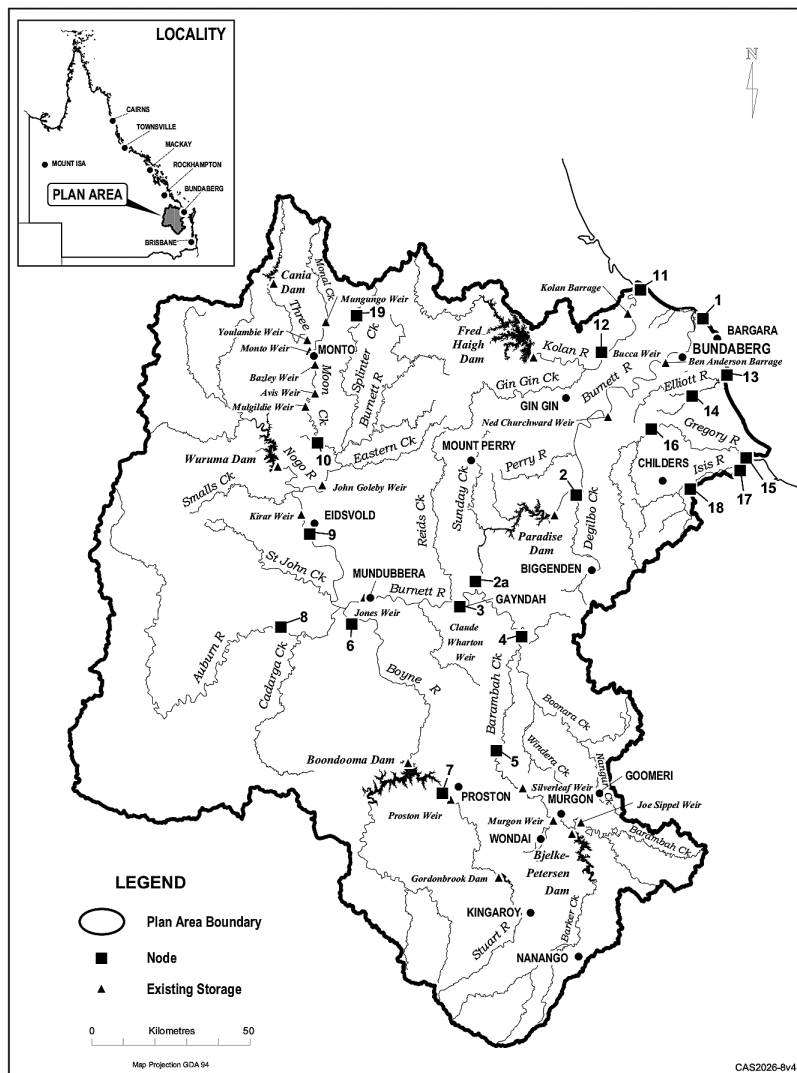 LOCALITY
N
CAIRNS
TOWNSVILLE
MACKAY
MOUNT ISA
ROCKHAMPTON
BUNDABERG
PLAN AREA
BRISBANE
11
Cania
Dam
Monal Ck
Mungungo Weir
Kolan Barrage
1
19
Three
Moon
Ck
Youlambie Weir
Monto Weir
MONTO
Splinter Ck
Fred
Haigh
Dam
Kolan R
12
BARGARA
BUNDABERG
Bucca Weir
Ben Anderson Barrage
Burnett R
13
Bazley Weir
Avis Weir
Mulgildie Weir
Burnett R
Gin Gin Ck
GIN GIN
Elliott R
14
Ned Churchward Weir
10
Eastern Ck
MOUNT PERRY
16
Gregory R
Wuruma Dam
Nogo R
Perry R
CHILDERS
Isis R
15
17
18
Smalls Ck
John Goleby Weir
2
Reids Ck
Sunday Ck
Kirar Weir
EIDSVOLD
9
Paradise
Dam
Degilbo Ck
St John Ck
BIGGENDEN
MUNDUBBERA
Burnett R
2a
GAYNDAH
3
Jones Weir
8
6
Claude
Wharton
Weir
4
Auburn R
Cadarga Ck
Boyne R
Barambah Ck
Boonara Ck
Windera Ck
Nangur Ck
5
Boondooma Dam
7
PROSTON
Silverleaf Weir
GOOMERI
MURGON
Joe Sippel Weir
Proston Weir
Murgon Weir
WONDAI
Barambah Ck
Bjelke-
Petersen
Dam
Gordonbrook Dam
KINGAROY
Stuart R
Barker Ck
NANANGO
LEGEND
Plan Area Boundary
Node
Existing Storage
0 Kilometres 50
Map Projection GDA 94
CAS2026-8v4